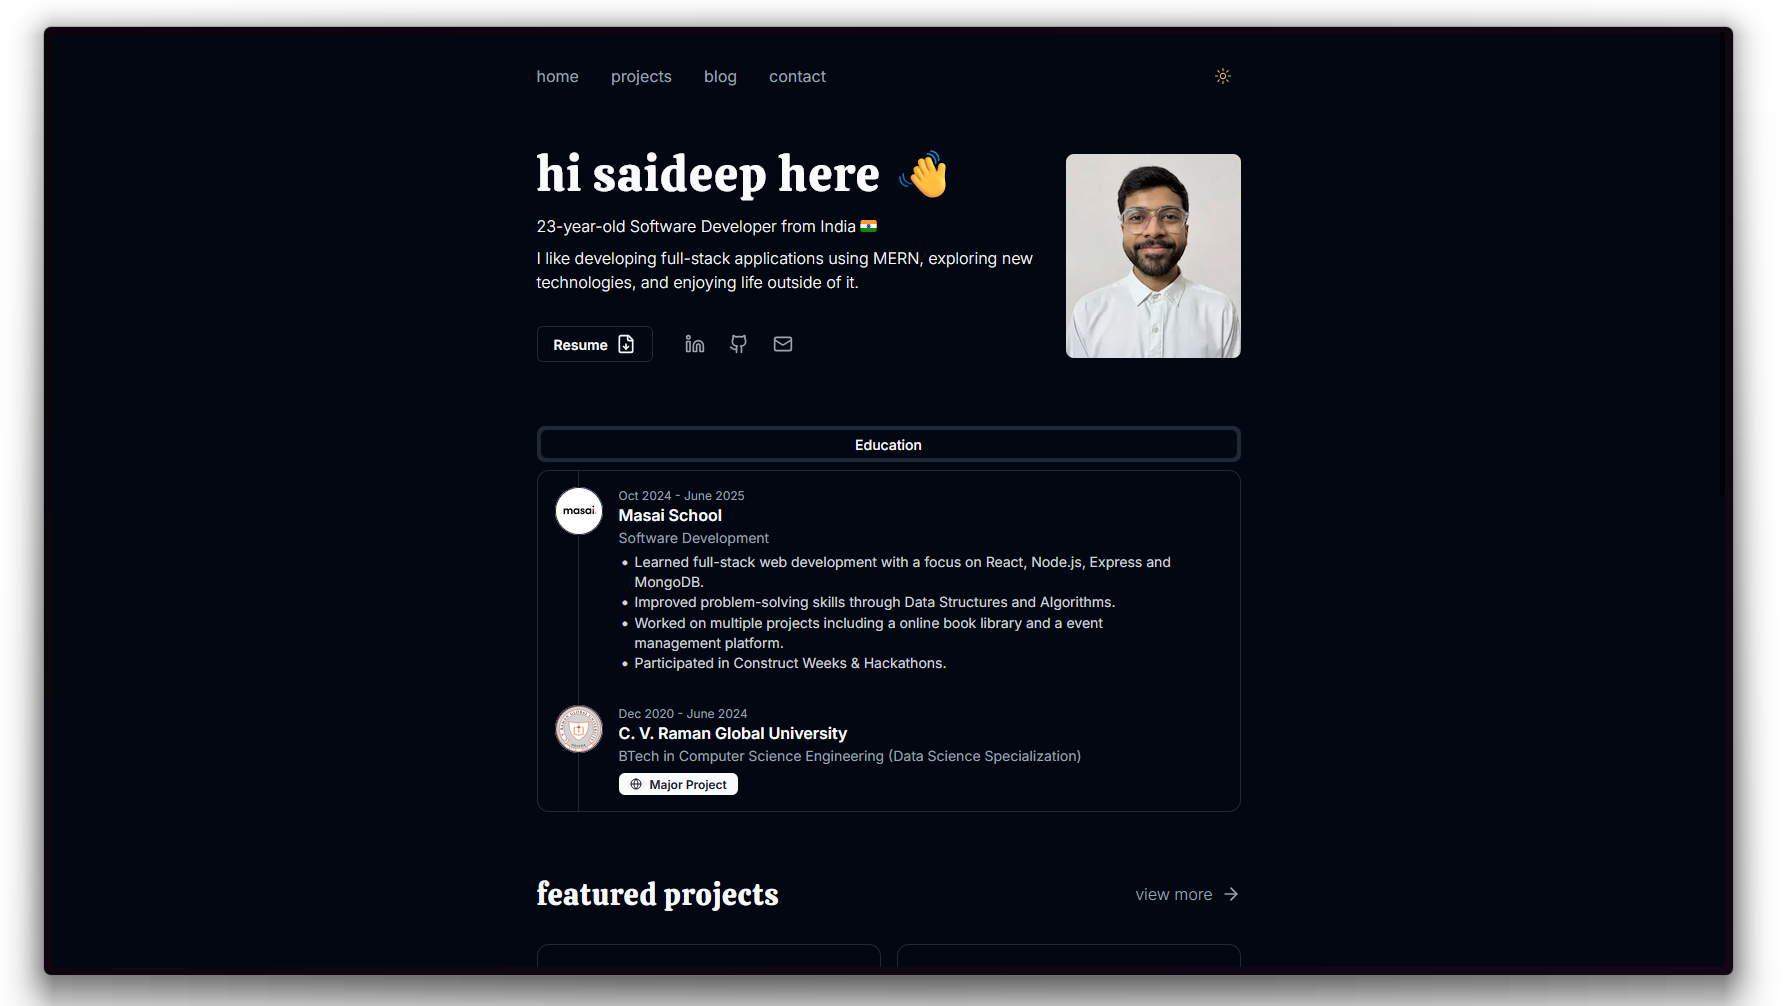 home projects blog contact
hi saideep here 👋
23-year-old Software Developer from India 🇮🇳
I like developing full-stack applications using MERN, exploring new
technologies, and enjoying life outside of it.
Resume
Education
Oct 2024 - June 2025
masai.
Masai School
Software Development
• Learned full-stack web development with a focus on React, Node.js, Express and
MongoDB.
• Improved problem-solving skills through Data Structures and Algorithms.
• Worked on multiple projects including a online book library and a event
management platform.
• Participated in Construct Weeks & Hackathons.
Dec 2020 - June 2024
C. V. Raman Global University
BTech in Computer Science Engineering (Data Science Specialization)
Major Project
featured projects
view more →